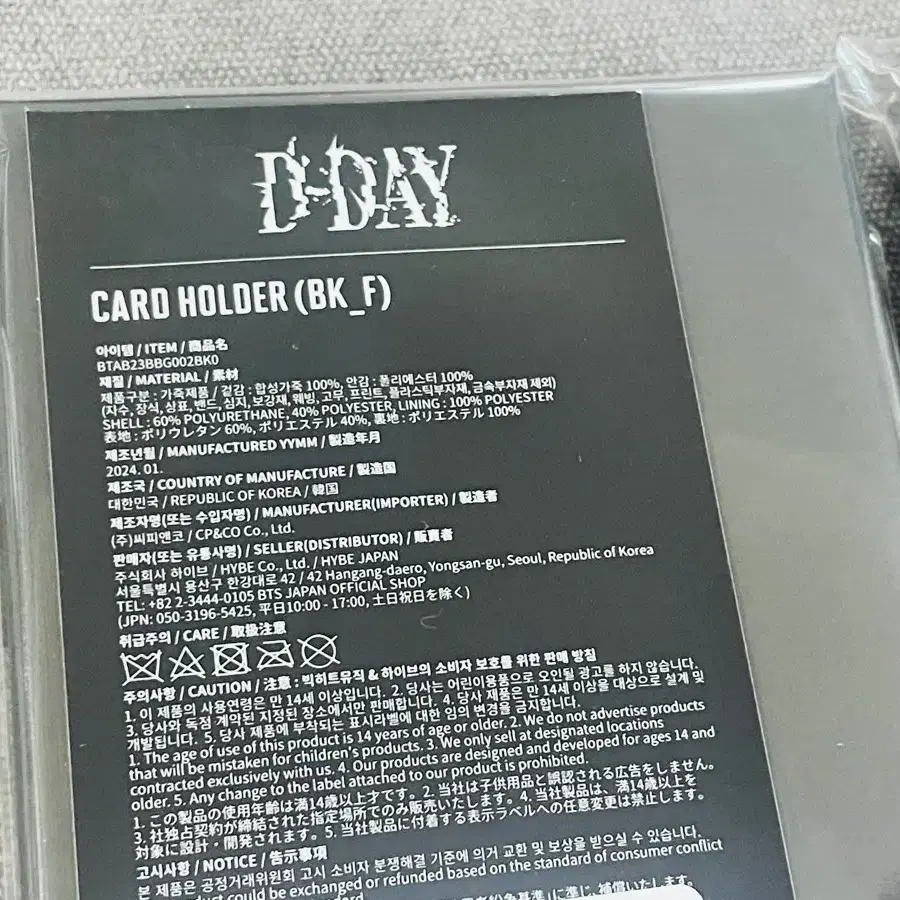 D-DAY
CARD HOLDER (BK_F)
아이템 / ITEM / 商品名
BTAB23BBG002BK0
제질 / MATERIAL / 素材
제품구분 : 가죽제품 / 겉감 : 합성가죽 100%, 안감 : 폴리에스터 100%
(자수, 장식, 상표, 밴드, 심지, 보강재, 웨빙, 고무, 프린트, 플라스틱부자재, 금속부자재 제외)
SHELL : 60% POLYURETHANE, 40% POLYESTER, LINING : 100% POLYESTER
表地 : ポリウレタン 60%, ポリエステル 40%, 裏地 : ポリエステル 100%
제조년월 / MANUFACTURED YYMM / 製造年月
2024. 01.
제조국 / COUNTRY OF MANUFACTURE / 製造国
대한민국 / REPUBLIC OF KOREA / 韓国
제조자명(또는 수입자명) / MANUFACTURER(IMPORTER) / 製造者
(주)씨피앤코 / CP&CO Co., Ltd.
판매자(또는 유통사명) / SELLER(DISTRIBUTOR) / 販賣者
주식회사 하이브 / HYBE Co., Ltd. / HYBE JAPAN
서울특별시 용산구 한강대로 42 / 42 Hangang-daero, Yongsan-gu, Seoul, Republic of Korea
TEL: +82 2-3444-0105 BTS JAPAN OFFICIAL SHOP
(JPN: 050-3196-5425, 平日10:00 - 17:00, 土日祝日を除く)
취급주의 / CARE / 取扱注意
주의사항 / CAUTION / 注意 : 빅히트뮤직 & 하이브의 소비자 보호를 위한 판매 방침
1. 이 제품의 사용연령은 만 14세 이상입니다. 2. 당사는 어린이용품으로 오인될 광고를 하지 않습니다.
3. 당사와 독점 계약된 지정된 장소에서만 판매합니다. 4. 당사 제품은 만 14세 이상을 대상으로 설계 및
개발됩니다. 5. 당사 제품에 부착되는 표시라벨에 대한 임의 변경을 금지합니다.
1. The age of use of this product is 14 years of age or older. 2. We do not advertise products
that will be mistaken for children's products. 3. We only sell at designated locations
contracted exclusively with us. 4. Our products are designed and developed for ages 14 and
older. 5. Any change to the label attached to our product is prohibited.
1. この製品の使用年齢は満14歳以上才です。2. 当社は子供用品と誤認される広告をしません。
3. 社独占契約が締結された指定場所でのみ販売いたします。4. 当社製品は、満14歳以上を
対象に設計・開発されます。5. 当社製品に付着する表示ラベルへの任意変更は禁止します。
고시사항 / NOTICE / 告示事項
본 제품은 공정거래위원회 고시 소비자 분쟁해결 기준에 의거 교환 및 보상을 받으실 수 있습니다.
could be exchanged or refunded based on the standard of consumer conflict
に準じ、補償いたします。